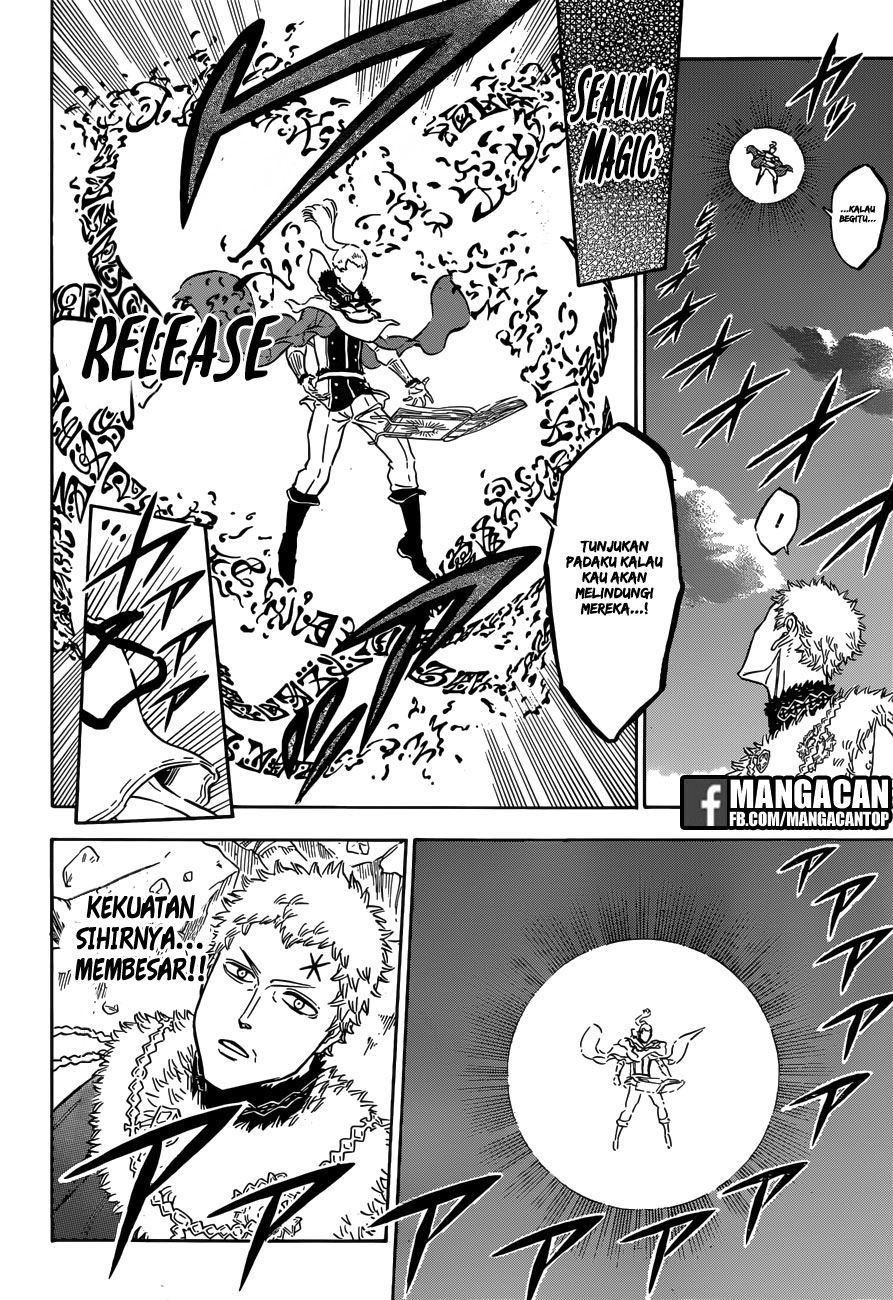 ...KALAU
BEGITU...
!
SEALING
MAGIC:
RELEASE
TUNJUKAN
PADAKU KALAU
KAU AKAN
MELINDUNGI
MEREKA...!
MANGACAN
FB.COM/MANGACANTOP
KEKUATAN
SIHIRNYA...
MEMBESAR!!